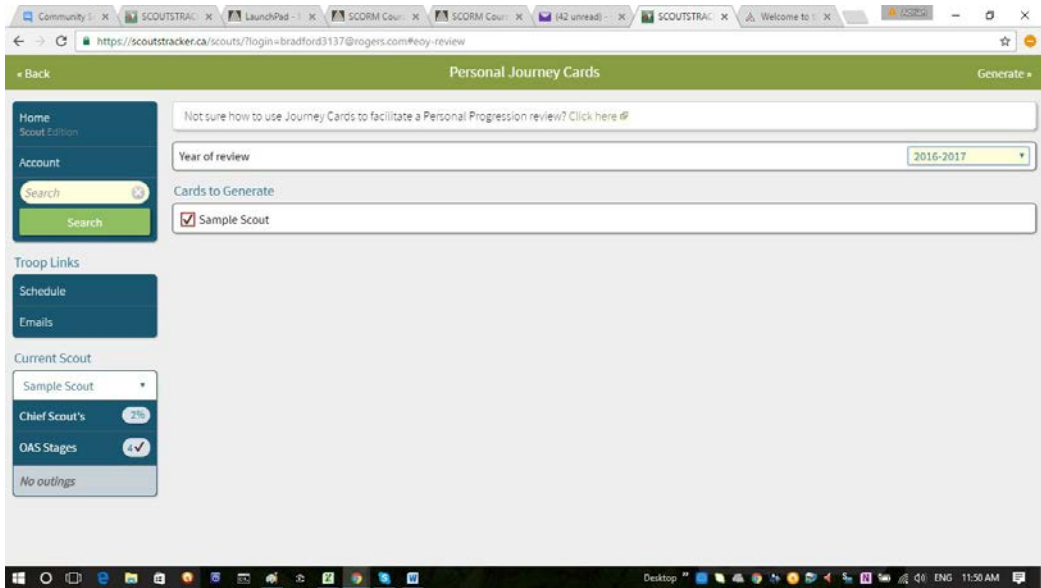 Community S
SCOUTSTRAC
LaunchPad -
SCORM Cour
SCORM Cour
(42 unread) -
SCOUTSTRAC
Welcome to t
https://scoutstracker.ca/scouts/?login=bradford3137@rogers.com#eoy-review
« Back
Personal Journey Cards
Generate »
Home
Scout Edition
Account
Search
Search
Troop Links
Schedule
Emails
Current Scout
Sample Scout
Chief Scout's 2%
OAS Stages 4
No outings
Not sure how to use Journey Cards to facilitate a Personal Progression review? Click here
Year of review 2016-2017
Cards to Generate
Sample Scout
Desktop » ENG 11:50 AM